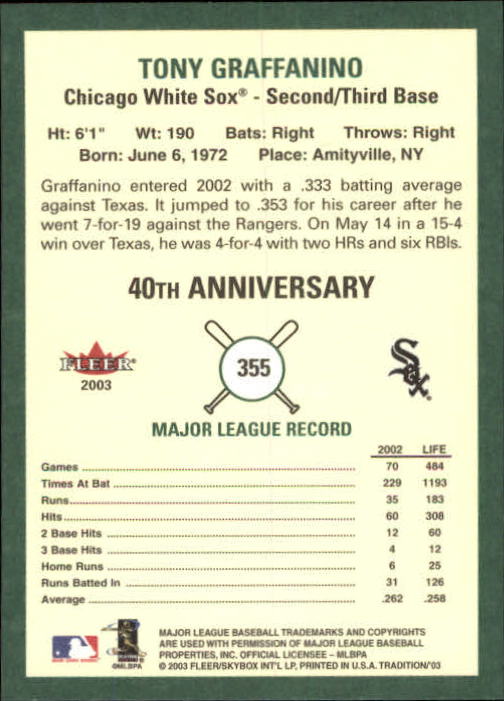 TONY GRAFFANINO
Chicago White Sox® - Second/Third Base
Ht: 6'1" Wt: 190 Bats: Right Throws: Right
Born: June 6, 1972 Place: Amityville, NY
Graffanino entered 2002 with a .333 batting average
against Texas. It jumped to .353 for his career after he
went 7-for-19 against the Rangers. On May 14 in a 15-4
win over Texas, he was 4-for-4 with two HRs and six RBIs.
40TH ANNIVERSARY
FLEER
2003
355
Sox
MAJOR LEAGUE RECORD
2002 LIFE
Games 70 484
Times At Bat 229 1193
Runs 35 183
Hits 60 308
2 Base Hits 12 60
3 Base Hits 4 12
Home Runs 6 25
Runs Batted In 31 126
Average .262 .258
©MLBPA
MAJOR LEAGUE BASEBALL TRADEMARKS AND COPYRIGHTS
ARE USED WITH PERMISSION OF MAJOR LEAGUE BASEBALL
PROPERTIES, INC. OFFICIAL LICENSEE - MLBPA
© 2003 FLEER/SKYBOX INT'L LP, PRINTED IN U.S.A. TRADITION/'03